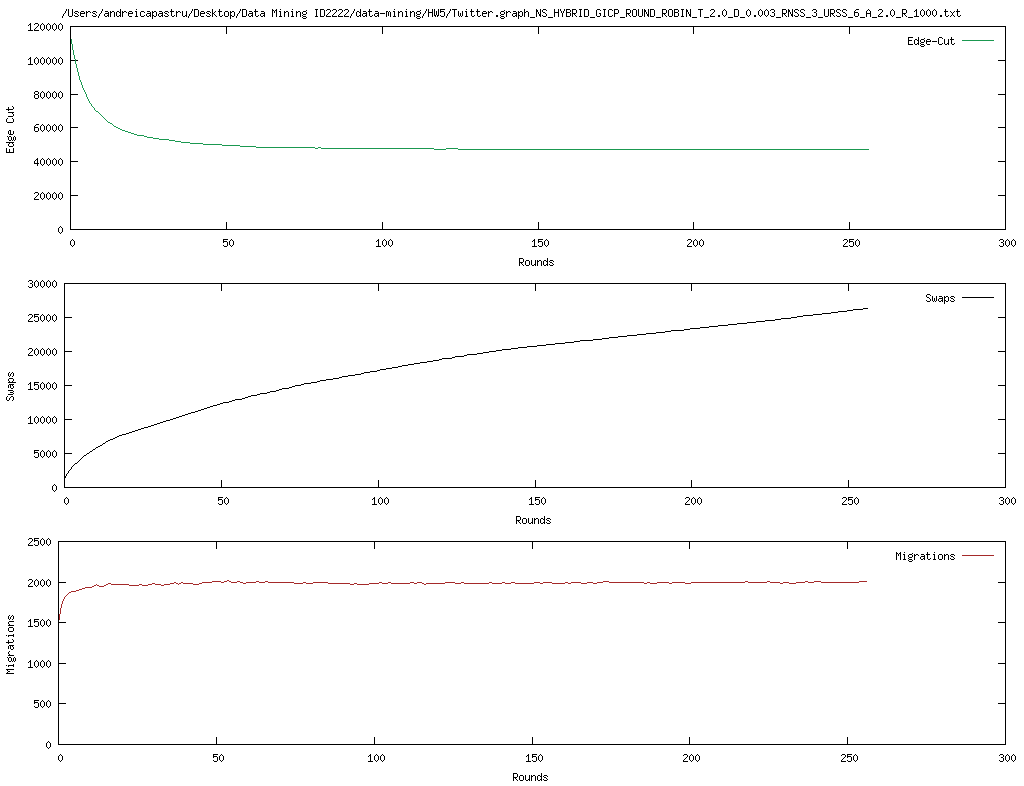 /Users/andreicapastru/Desktop/Data Mining ID2222/data-mining/HW5/Twitter.graph_NS_HYBRID_GICP_ROUND_ROBIN_T_2.0_D_0.003_RNSS_3_URSS_6_A_2.0_R_1000.txt
120000
100000
80000
60000
40000
20000
0
Edge Cut
Edge-Cut
0 50 100 150 200 250 300
Rounds
30000
25000
20000
15000
10000
5000
0
Swaps
Swaps
0 50 100 150 200 250 300
Rounds
2500
2000
1500
1000
500
0
Migrations
Migrations
0 50 100 150 200 250 300
Rounds